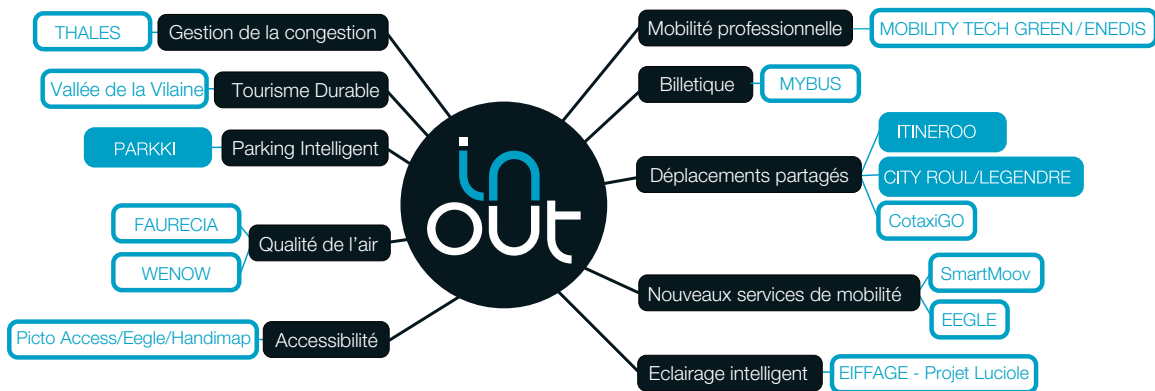 THALES
Gestion de la congestion
Vallée de la Vilaine
Tourisme Durable
PARKKI
Parking Intelligent
FAURECIA
WENOW
Qualité de l'air
Picto Access/Eegle/Handimap
Accessibilité
in
out
Mobilité professionnelle
MOBILITY TECH GREEN/ENEDIS
Billetique
MYBUS
Déplacements partagés
ITINEROO
CITY ROUL/LEGENDRE
CotaxiGO
Nouveaux services de mobilité
SmartMoov
EEGLE
Eclairage intelligent
EIFFAGE - Projet Luciole